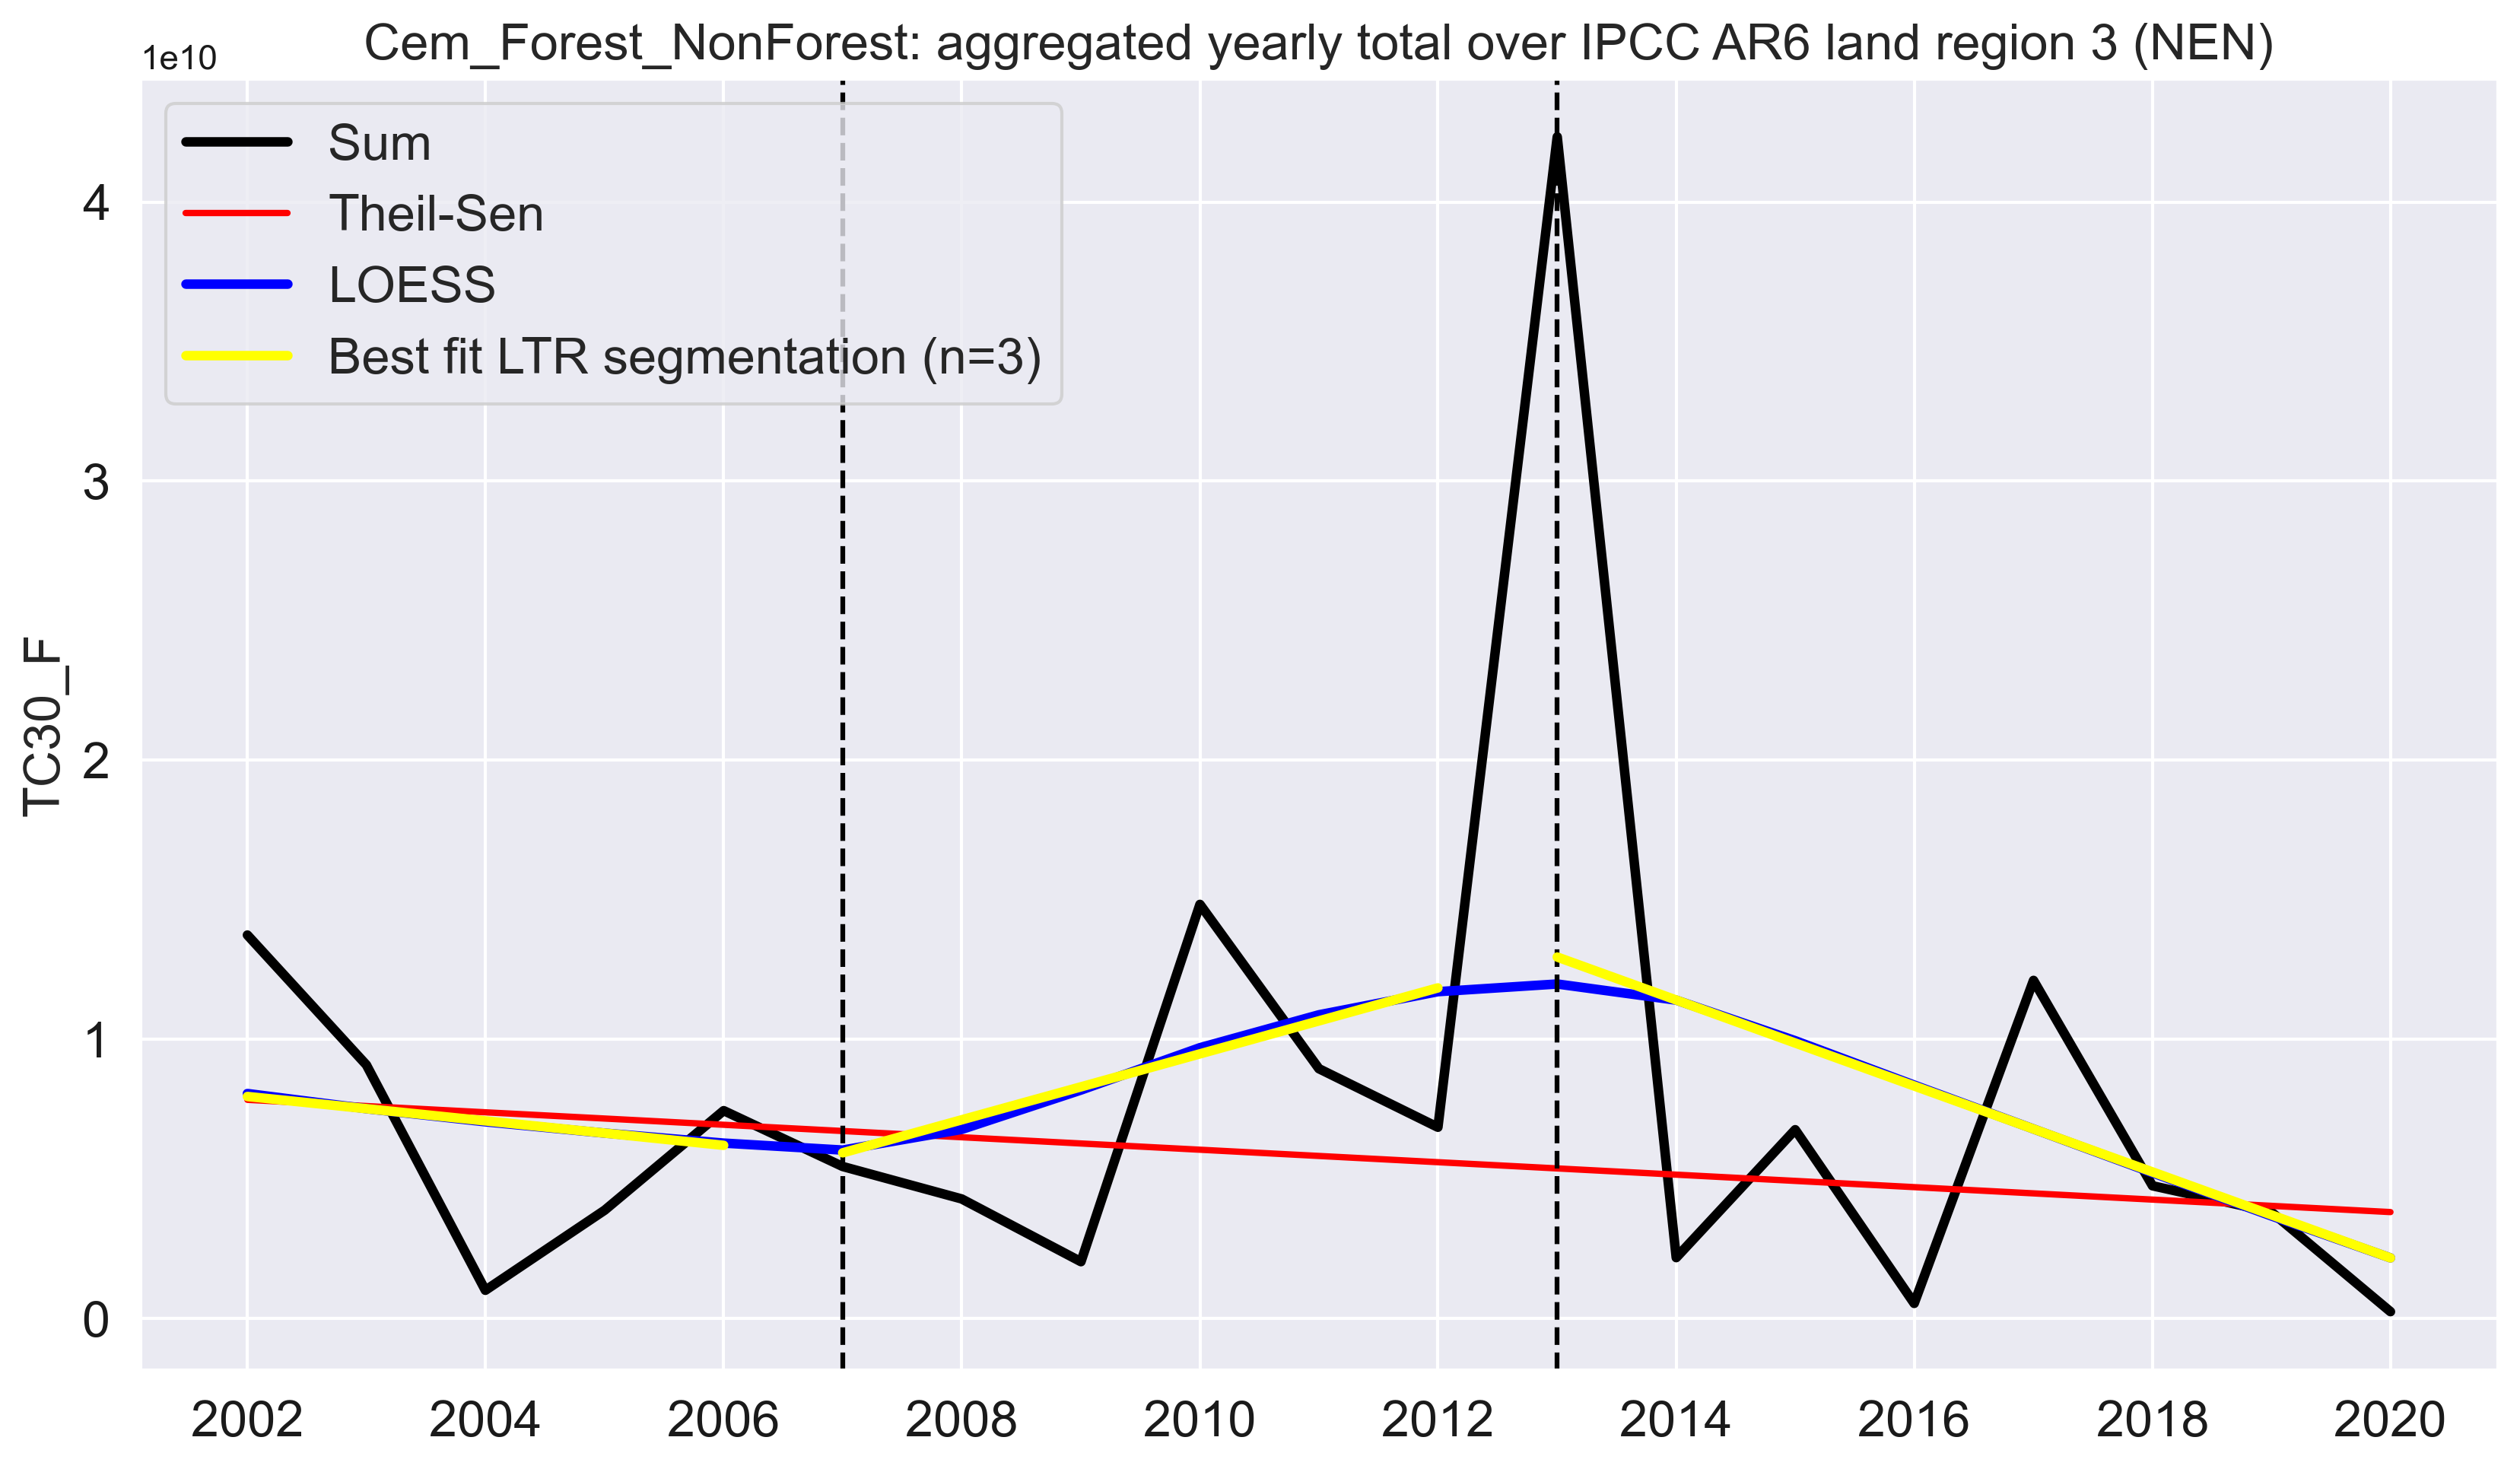 1e10
Cem_Forest_NonForest: aggregated yearly total over IPCC AR6 land region 3 (NEN)
Sum
Theil-Sen
LOESS
Best fit LTR segmentation (n=3)
TC30_F
4
3
2
1
0
2002 2004 2006 2008 2010 2012 2014 2016 2018 2020